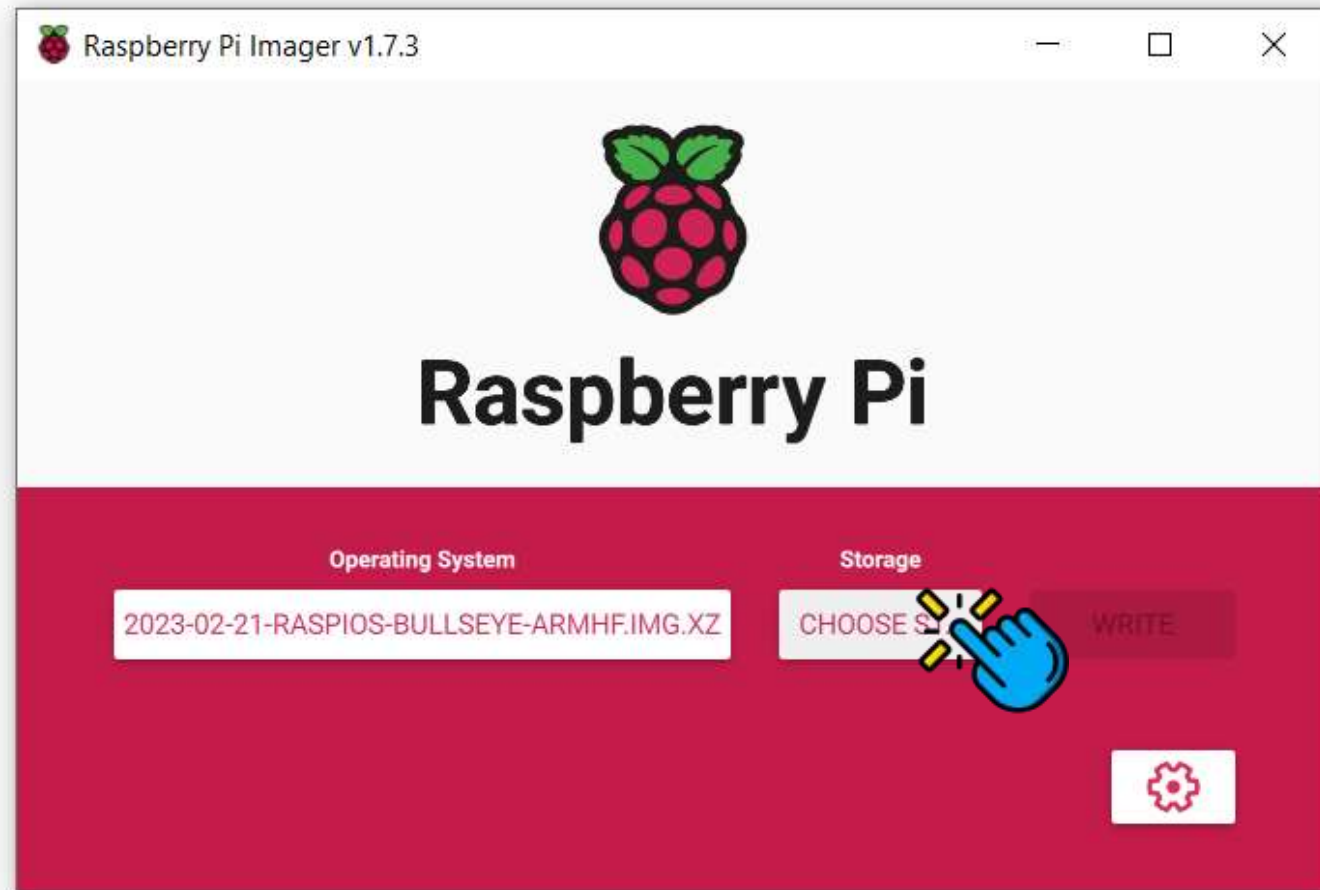 Raspberry Pi Imager v1.7.3
Raspberry Pi
Operating System
Storage
2023-02-21-RASPIOS-BULLSEYE-ARMHF.IMG.XZ
CHOOSE
WRITE